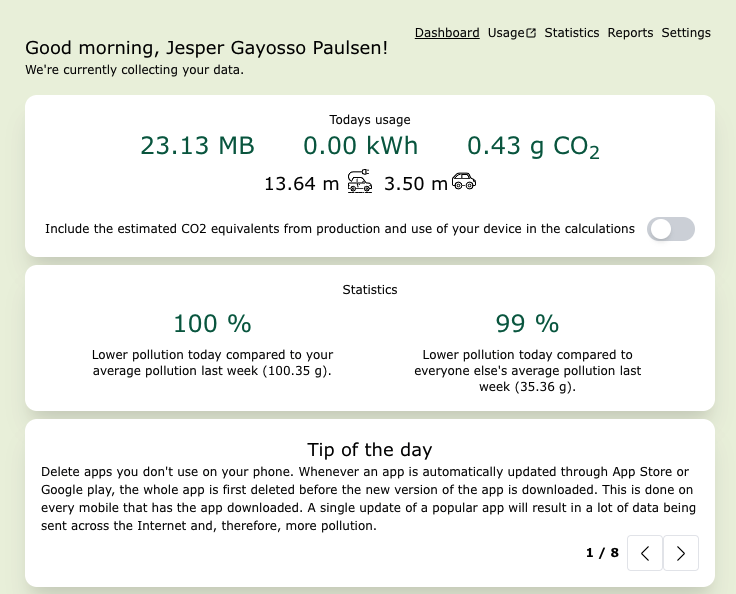 Dashboard Usage Statistics Reports Settings
Good morning, Jesper Gayosso Paulsen!
We're currently collecting your data.
Todays usage
23.13 MB 0.00 kWh 0.43 g CO₂
13.64 m 3.50 m
Include the estimated CO2 equivalents from production and use of your device in the calculations
Statistics
100 %
Lower pollution today compared to your
average pollution last week (100.35 g).
99 %
Lower pollution today compared to
everyone else's average pollution last
week (35.36 g).
Tip of the day
Delete apps you don't use on your phone. Whenever an app is automatically updated through App Store or
Google play, the whole app is first deleted before the new version of the app is downloaded. This is done on
every mobile that has the app downloaded. A single update of a popular app will result in a lot of data being
sent across the Internet and, therefore, more pollution.
1 / 8